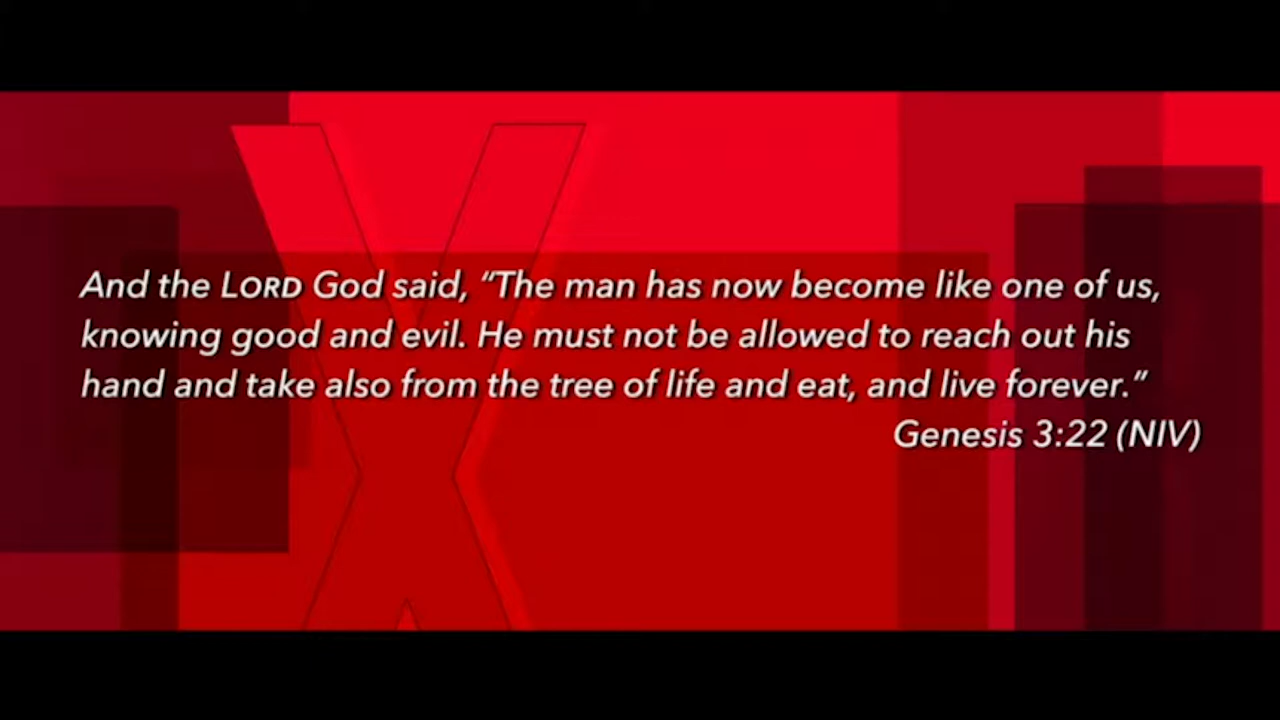 And the LORD God said, “The man has now become like one of us,
knowing good and evil. He must not be allowed to reach out his
hand and take also from the tree of life and eat, and live forever.”
Genesis 3:22 (NIV)